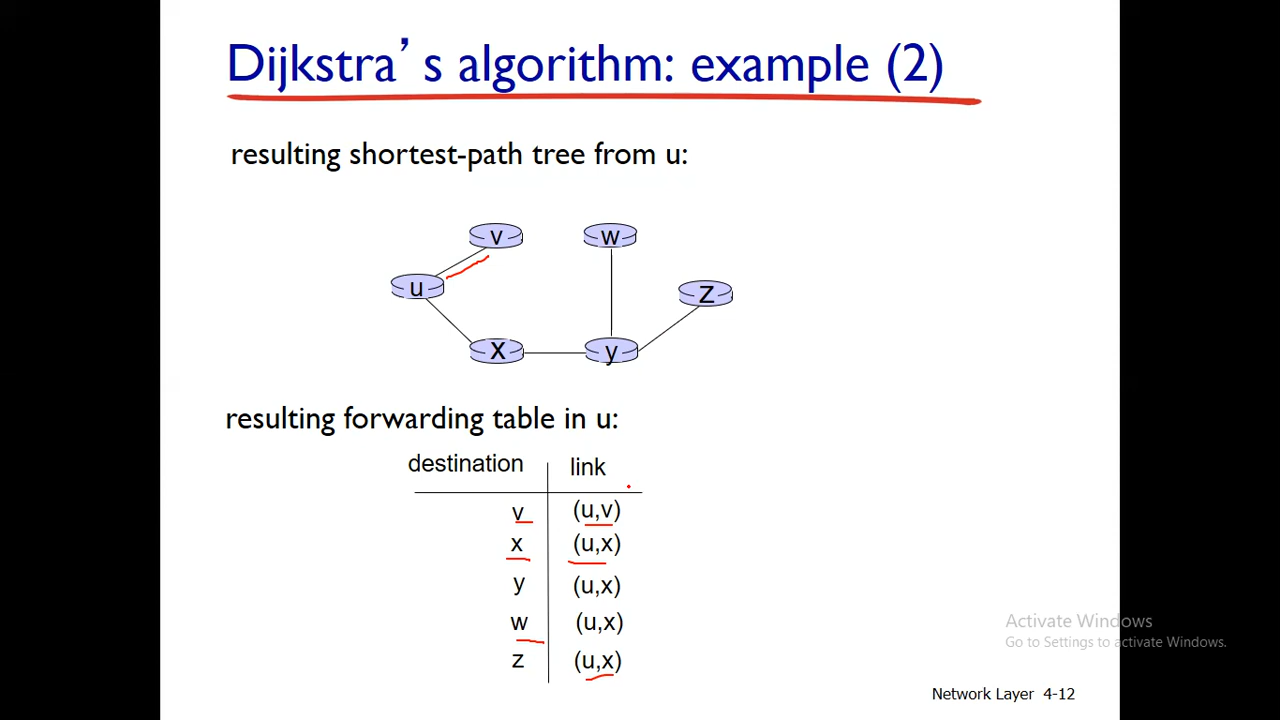 Dijkstra's algorithm: example (2)
resulting shortest-path tree from u:
v w
u z
x y
resulting forwarding table in u:
destination link
v (u,v)
x (u,x)
y (u,x)
w (u,x)
z (u,x)
Activate Windows
Go to Settings to activate Windows.
Network Layer 4-12